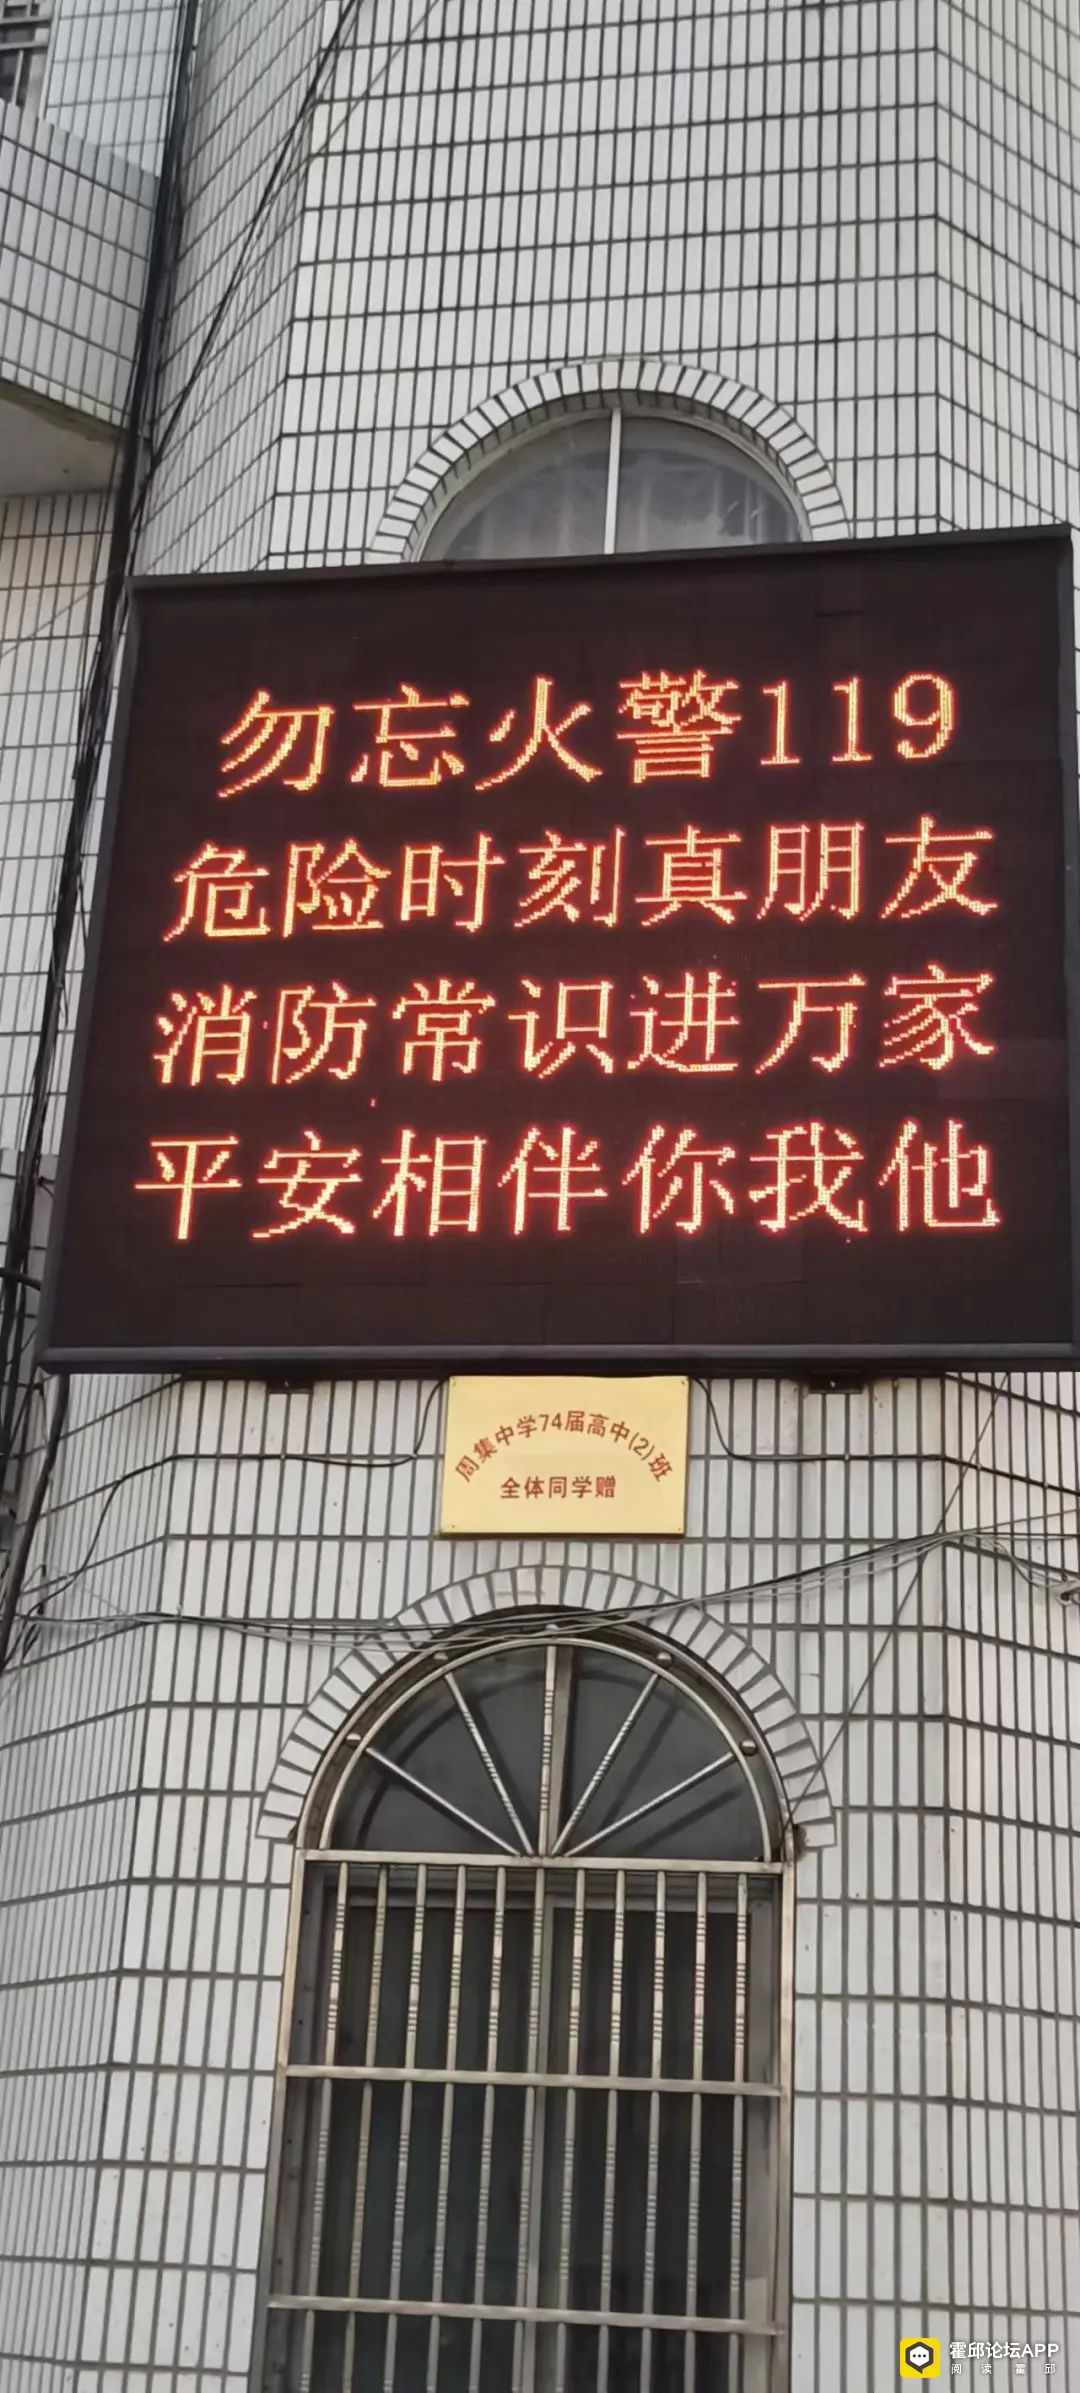 勿忘火警119
危险时刻真朋友
消防常识进万家
平安相伴你我他
周集中学74届高中(2)班
全体同学赠
霍邱论坛APP
阅读霍邱